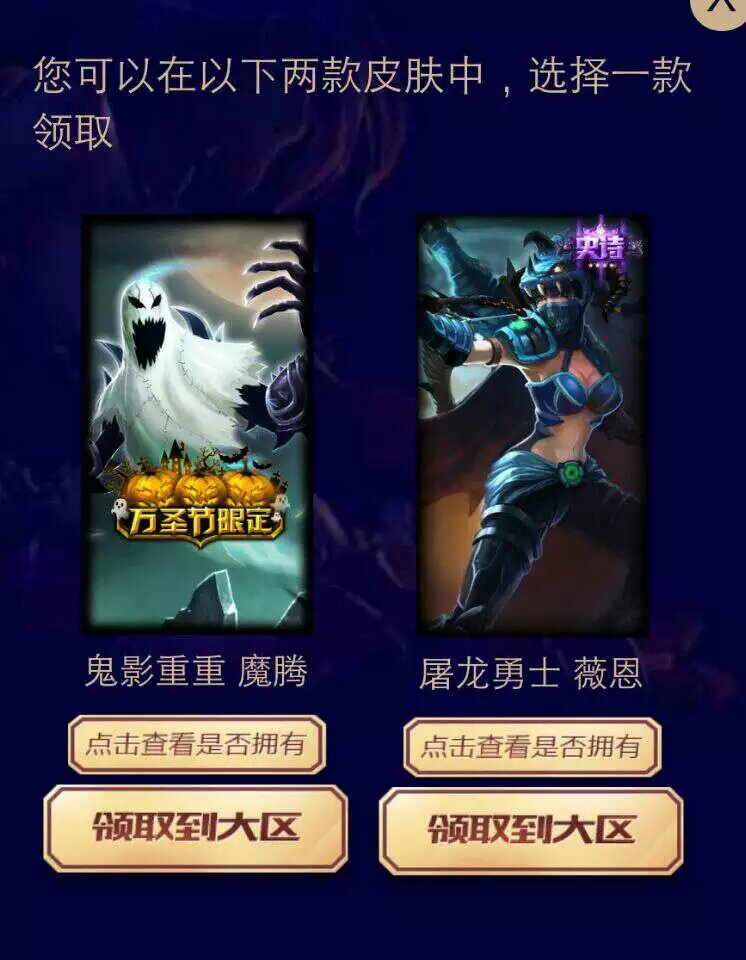 您可以在以下两款皮肤中，选择一款
领取
史诗
万圣节限定
鬼影重重 魔腾
屠龙勇士 薇恩
点击查看是否拥有
点击查看是否拥有
领取到大区
领取到大区